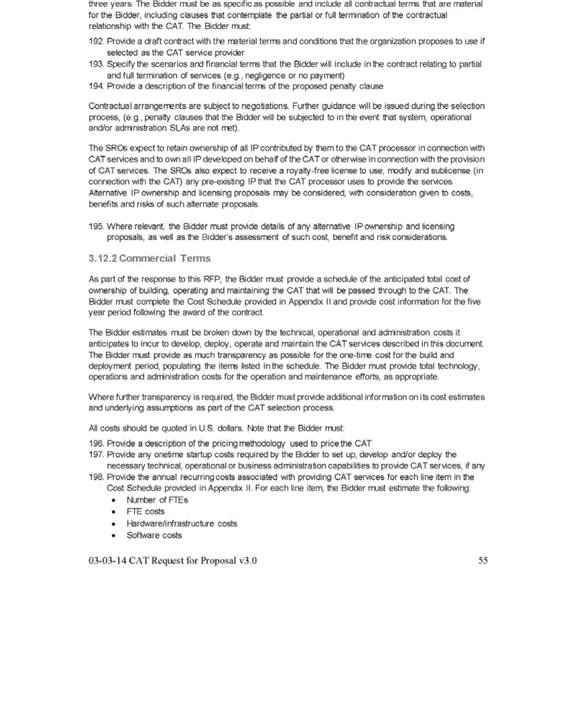 three years. The Bidder must be as specific as possible and include all contractual terms that are material
for the Bidder, including clauses that contemplate the partial or full termination of the contractual
relationship with the CAT. The Bidder must:
192. Provide a draft contract with the material terms and conditions that the organization proposes to use if
selected as the CAT service provider
193. Specify the scenarios and financial terms that the Bidder will include in the contract relating to partial
and full termination of services (e.g., negligence or no payment)
194. Provide a description of the financial terms of the proposed penalty clause
Contractual arrangements are subject to negotiations. Further guidance will be issued during the selection
process, (e.g., penalty clauses that the Bidder will be subjected to in the event that system, operational
and/or administration SLAs are not met).
The SROs expect to retain ownership of all IP contributed by them to the CAT processor in connection with
CAT services and to own all IP developed on behalf of the CAT or otherwise in connection with the provision
of CAT services. The SROs also expect to receive a royalty-free license to use, modify and sublicense (in
connection with the CAT) any pre-existing IP that the CAT processor uses to provide the services.
Alternative IP ownership and licensing proposals may be considered, with consideration given to costs,
benefits and risks of such alternate proposals.
195. Where relevant, the Bidder must provide details of any alternative IP ownership and licensing
proposals, as well as the Bidder's assessment of such cost, benefit and risk considerations.
3.12.2 Commercial Terms
As part of the response to this RFP, the Bidder must provide a schedule of the anticipated total cost of
ownership of building, operating and maintaining the CAT that will be passed through to the CAT. The
Bidder must complete the Cost Schedule provided in Appendix II and provide cost information for the five
year period following the award of the contract.
The Bidder estimates must be broken down by the technical, operational and administration costs it
anticipates to incur to develop, deploy, operate and maintain the CAT services described in this document.
The Bidder must provide as much transparency as possible for the one-time cost for the build and
deployment period, populating the items listed in the schedule. The Bidder must provide total technology,
operations and administration costs for the operation and maintenance efforts, as appropriate.
Where further transparency is required, the Bidder must provide additional information on its cost estimates
and underlying assumptions as part of the CAT selection process.
All costs should be quoted in U.S. dollars. Note that the Bidder must:
196. Provide a description of the pricing methodology used to price the CAT
197. Provide any onetime startup costs required by the Bidder to set up, develop and/or deploy the
necessary technical, operational or business administration capabilities to provide CAT services, if any
198. Provide the annual recurring costs associated with providing CAT services for each line item in the
Cost Schedule provided in Appendix II. For each line item, the Bidder must estimate the following:
• Number of FTEs
• FTE costs
• Hardware/infrastructure costs
• Software costs
03-03-14 CAT Request for Proposal v3.0 55